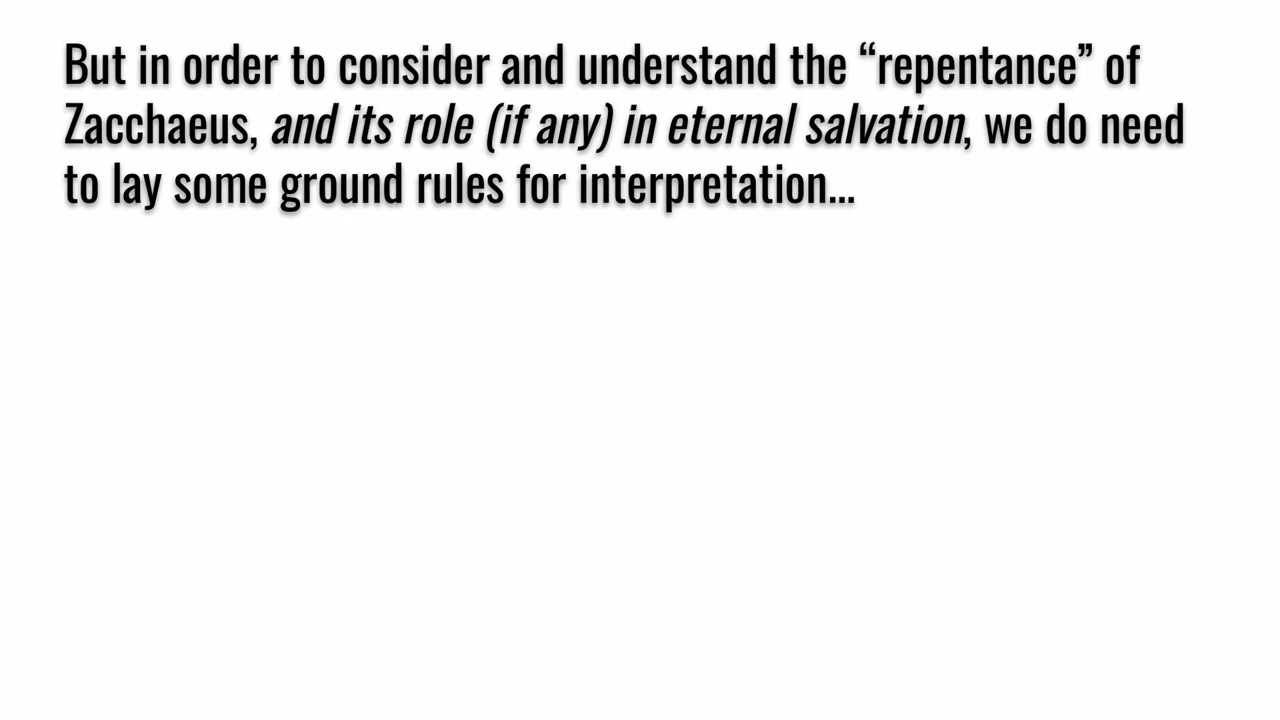 But in order to consider and understand the “repentance” of
Zacchaeus, and its role (if any) in eternal salvation, we do need
to lay some ground rules for interpretation...